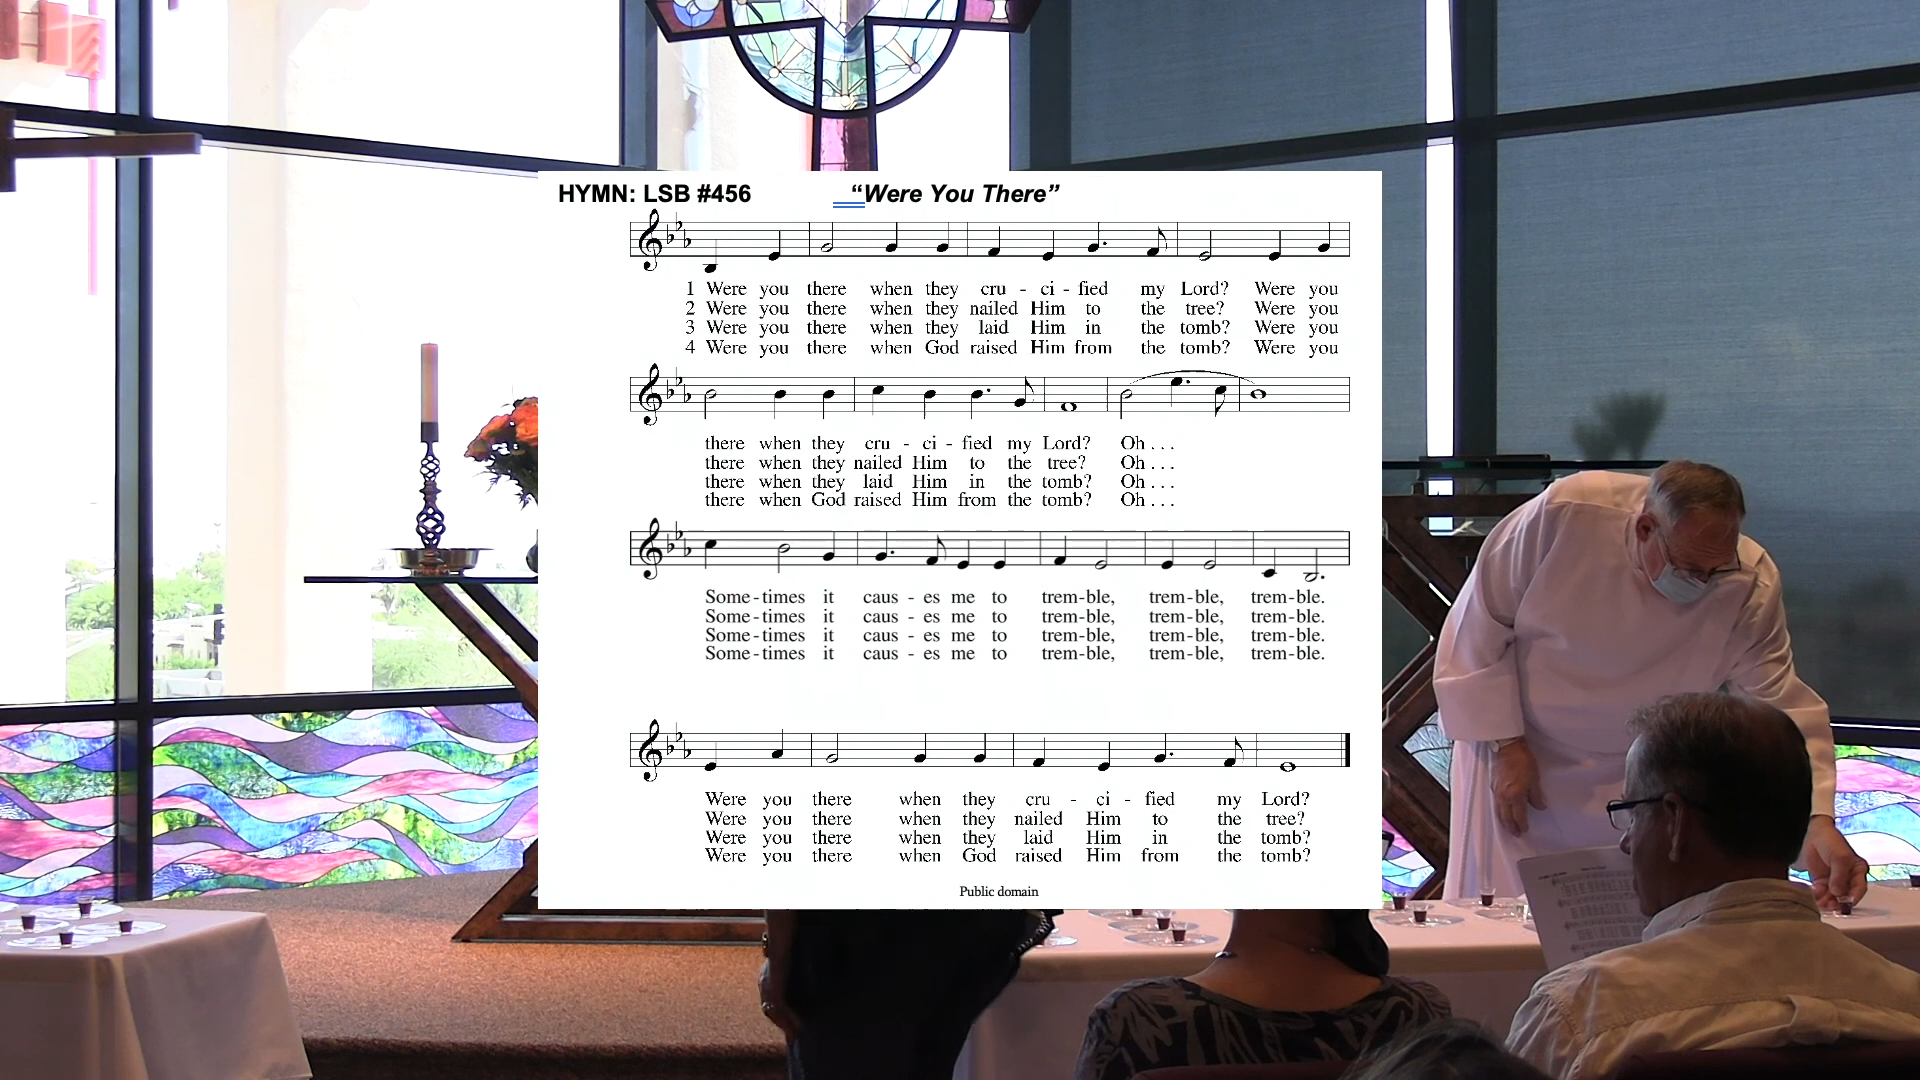 HYMN: LSB #456 “Were You There”
1 Were you there when they cru - ci - fied my Lord? Were you
2 Were you there when they nailed Him to the tree? Were you
3 Were you there when they laid Him in the tomb? Were you
4 Were you there when God raised Him from the tomb? Were you
there when they cru - ci - fied my Lord? Oh . . .
there when they nailed Him to the tree? Oh . . .
there when they laid Him in the tomb? Oh . . .
there when God raised Him from the tomb? Oh . . .
Some - times it caus - es me to trem - ble, trem - ble, trem - ble.
Some - times it caus - es me to trem - ble, trem - ble, trem - ble.
Some - times it caus - es me to trem - ble, trem - ble, trem - ble.
Some - times it caus - es me to trem - ble, trem - ble, trem - ble.
Were you there when they cru - ci - fied my Lord?
Were you there when they nailed Him to the tree?
Were you there when they laid Him in the tomb?
Were you there when God raised Him from the tomb?
Public domain